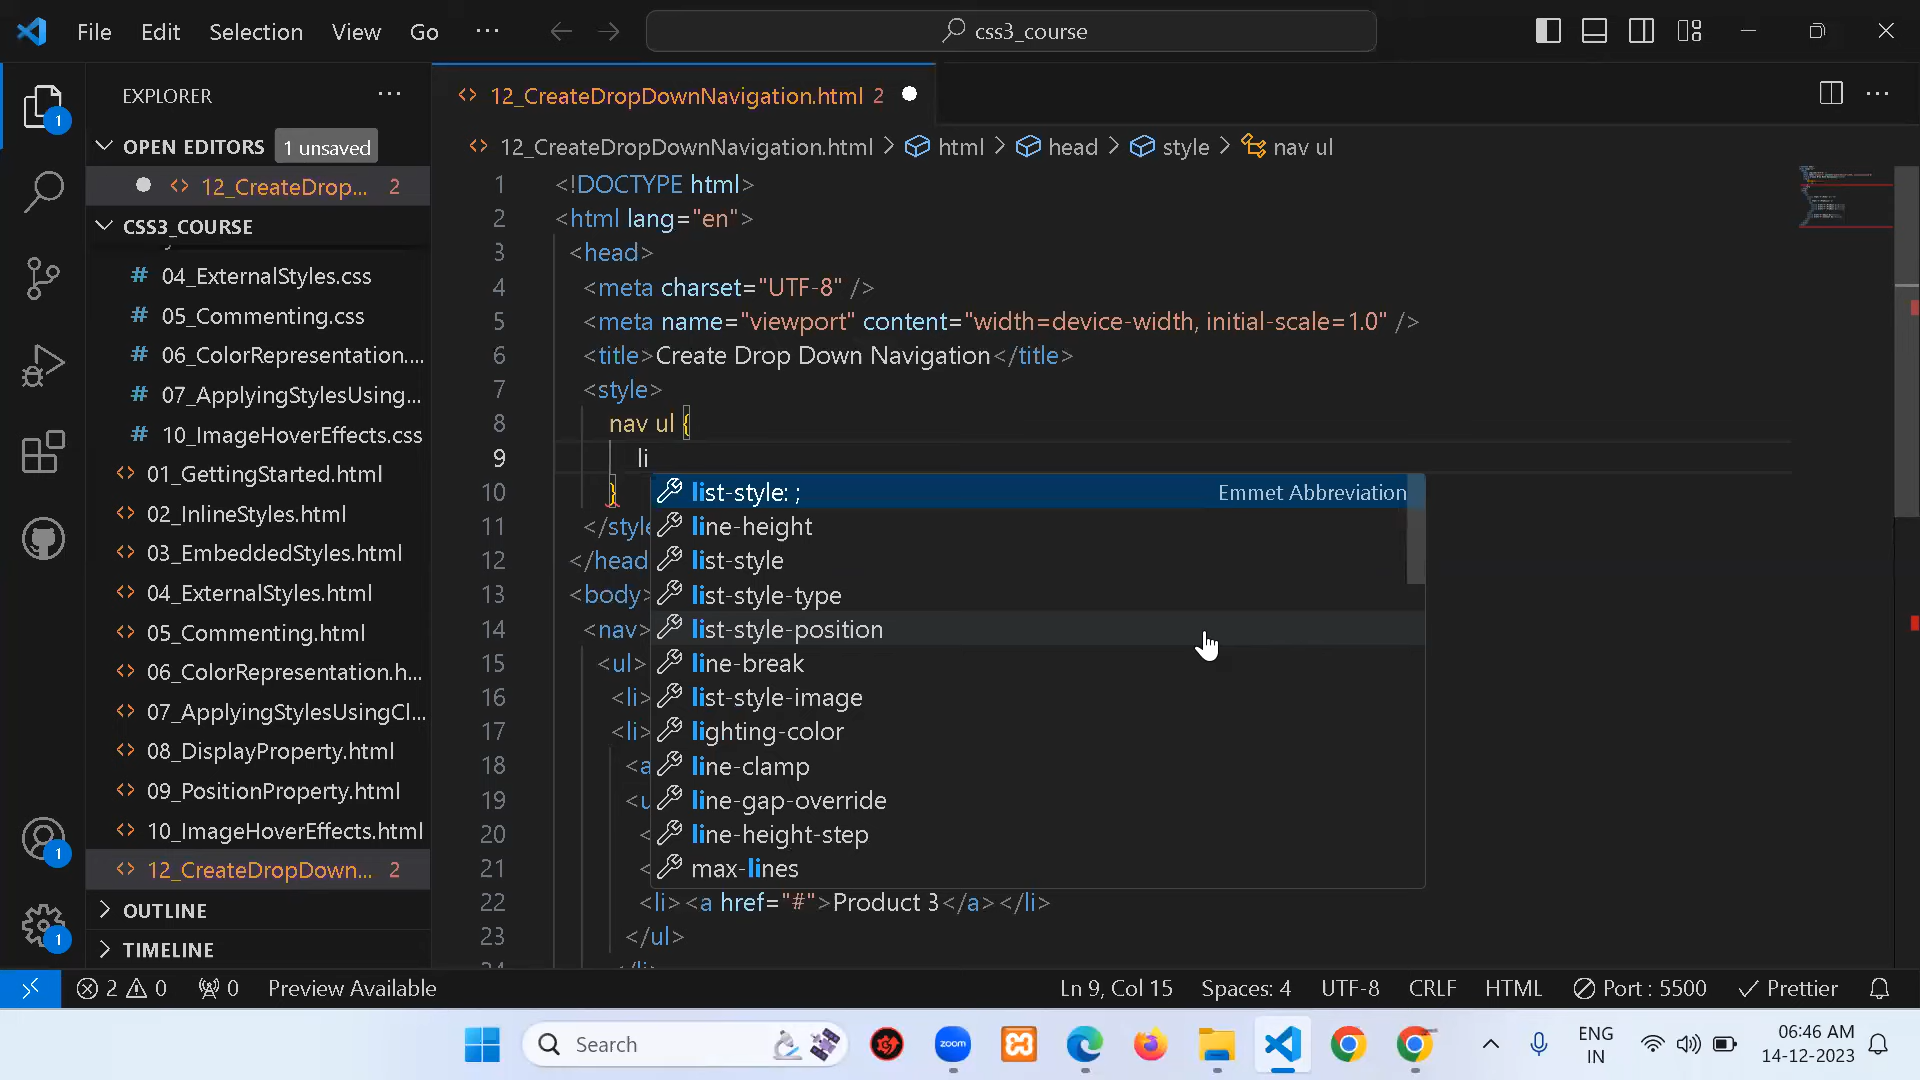 File Edit Selection View Go ··· css3_course
EXPLORER ···
OPEN EDITORS 1 unsaved
12_CreateDrop... 2
CSS3_COURSE
# 04_ExternalStyles.css
# 05_Commenting.css
# 06_ColorRepresentation....
# 07_ApplyingStylesUsing...
# 10_ImageHoverEffects.css
<> 01_GettingStarted.html
<> 02_InlineStyles.html
<> 03_EmbeddedStyles.html
<> 04_ExternalStyles.html
<> 05_Commenting.html
<> 06_ColorRepresentation.h...
<> 07_ApplyingStylesUsingCl...
<> 08_DisplayProperty.html
<> 09_PositionProperty.html
<> 10_ImageHoverEffects.html
<> 12_CreateDropDown... 2
OUTLINE
TIMELINE
1
1
1
<> 12_CreateDropDownNavigation.html 2
<> 12_CreateDropDownNavigation.html > html > head > style > nav ul
1 <!DOCTYPE html>
2 <html lang="en">
3 <head>
4 <meta charset="UTF-8" />
5 <meta name="viewport" content="width=device-width, initial-scale=1.0" />
6 <title>Create Drop Down Navigation</title>
7 <style>
8 nav ul {
9 li
10 }
11 </style
12 </head
13 <body>
14 <nav>
15 <ul>
16 <li>
17 <li>
18 <a
19 <u
20 <
21 <
22 <li><a href="#">Product 3</a></li>
23 </ul>
list-style: ; Emmet Abbreviation
line-height
list-style
list-style-type
list-style-position
line-break
list-style-image
lighting-color
line-clamp
line-gap-override
line-height-step
max-lines
2 0 0 Preview Available Ln 9, Col 15 Spaces: 4 UTF-8 CRLF HTML Port : 5500 Prettier
Search zoom ENG IN 06:46 AM 14-12-2023